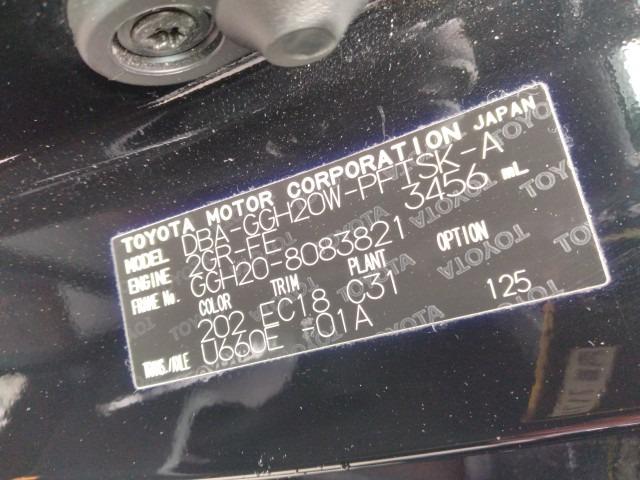 TOYOTA MOTOR CORPORATION JAPAN
MODEL DBA-GGH20W-PFTSK-A
ENGINE 2GR-FE 3456 mL
FRAME No. GGH20-8083821
COLOR TRIM PLANT OPTION
202 FC18 C31 125
TRANS./AXLE U660E -01A